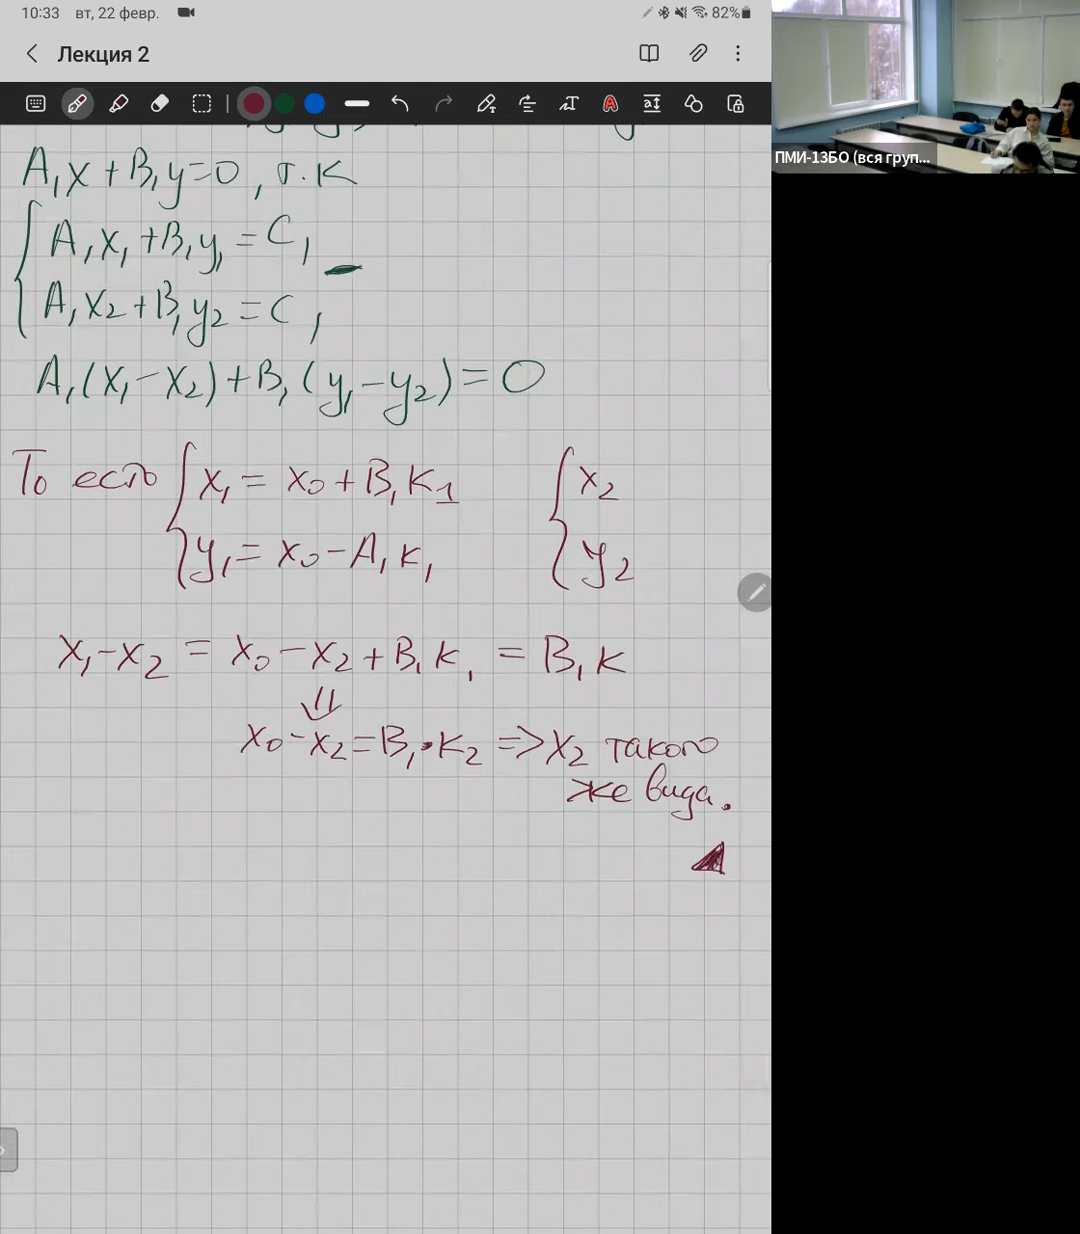 10:33 вт, 22 февр. 82%
Лекция 2
ПМИ-13БО (вся груп...
A₁x + B₁y = 0, т.к
A₁x₁ + B₁y₁ = C₁
A₁x₂ + B₁y₂ = C₁
A₁(x₁ - x₂) + B₁(y₁ - y₂) = 0
То есть { x₁ = x₀ + B₁K₁ { x₂
y₁ = x₀ - A₁K₁ y₂
x₁ - x₂ = x₀ - x₂ + B₁K₁ = B₁K
⇓
x₀ - x₂ = B₁·K₂ => x₂ такого
же вида.